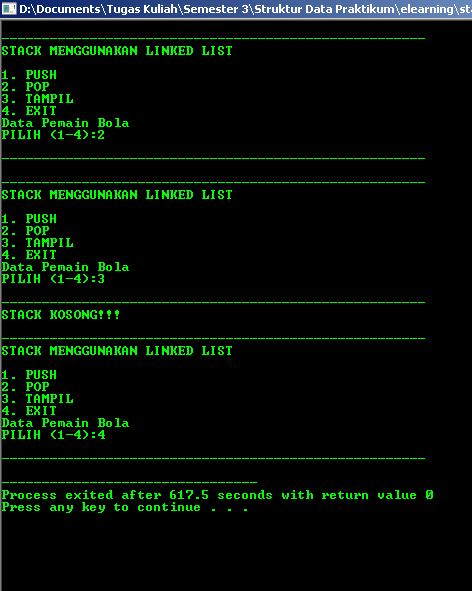 D:\Documents\Tugas Kuliah\Semester 3\Struktur Data Praktikum\elearning\sta
STACK MENGGUNAKAN LINKED LIST
1. PUSH
2. POP
3. TAMPIL
4. EXIT
Data Pemain Bola
PILIH (1-4):2
STACK MENGGUNAKAN LINKED LIST
1. PUSH
2. POP
3. TAMPIL
4. EXIT
Data Pemain Bola
PILIH (1-4):3
STACK KOSONG!!!
STACK MENGGUNAKAN LINKED LIST
1. PUSH
2. POP
3. TAMPIL
4. EXIT
Data Pemain Bola
PILIH (1-4):4
Process exited after 617.5 seconds with return value 0
Press any key to continue . . .